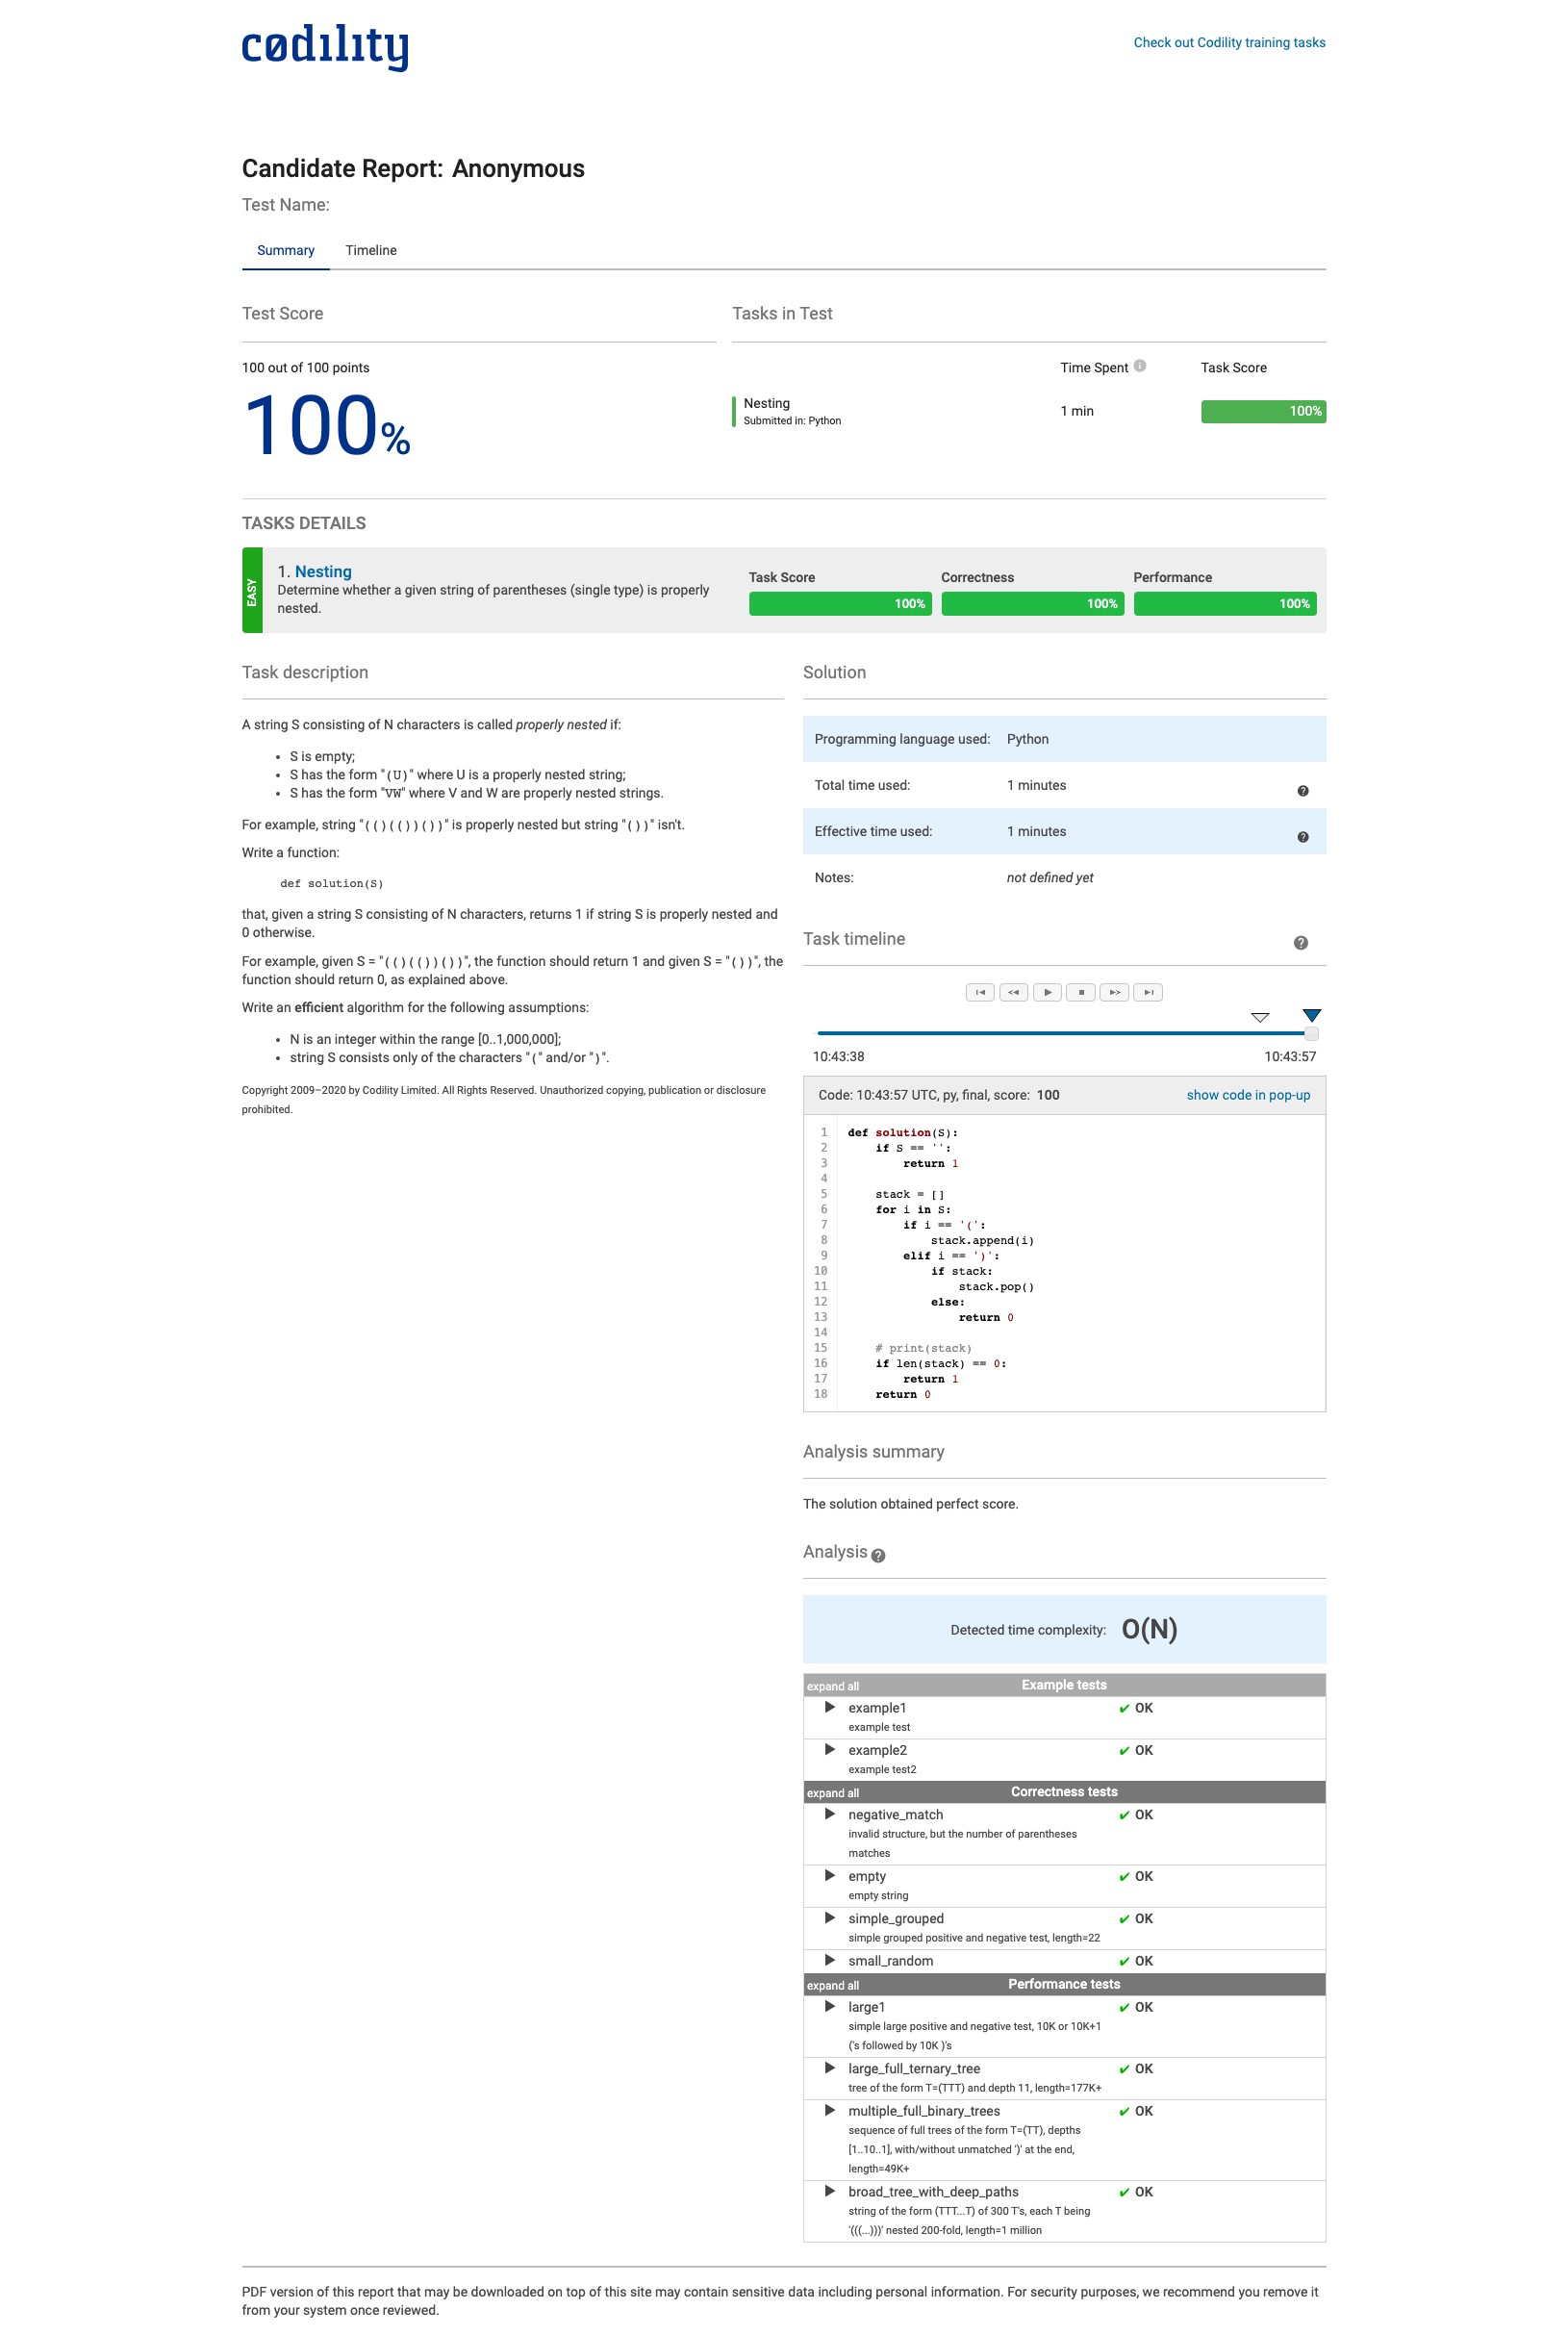 cødility
Check out Codility training tasks
Candidate Report: Anonymous
Test Name:
Summary Timeline
Test Score
100 out of 100 points
100%
Tasks in Test
Time Spent Task Score
Nesting
Submitted in: Python
1 min
100%
TASKS DETAILS
EASY
1. Nesting
Determine whether a given string of parentheses (single type) is properly
nested.
Task Score
100%
Correctness
100%
Performance
100%
Task description
A string S consisting of N characters is called properly nested if:
• S is empty;
• S has the form "(U)" where U is a properly nested string;
• S has the form "VW" where V and W are properly nested strings.
For example, string "(()(())())" is properly nested but string "())" isn't.
Write a function:
def solution(S)
that, given a string S consisting of N characters, returns 1 if string S is properly nested and
0 otherwise.
For example, given S = "(()(())())", the function should return 1 and given S = "())", the
function should return 0, as explained above.
Write an efficient algorithm for the following assumptions:
• N is an integer within the range [0..1,000,000];
• string S consists only of the characters "(" and/or ")".
Copyright 2009–2020 by Codility Limited. All Rights Reserved. Unauthorized copying, publication or disclosure
prohibited.
Solution
Programming language used: Python
Total time used: 1 minutes
Effective time used: 1 minutes
Notes: not defined yet
Task timeline
10:43:38 10:43:57
Code: 10:43:57 UTC, py, final, score: 100 show code in pop-up
1 def solution(S):
2 if S == '':
3 return 1
4
5 stack = []
6 for i in S:
7 if i == '(':
8 stack.append(i)
9 elif i == ')':
10 if stack:
11 stack.pop()
12 else:
13 return 0
14
15 # print(stack)
16 if len(stack) == 0:
17 return 1
18 return 0
Analysis summary
The solution obtained perfect score.
Analysis
Detected time complexity: O(N)
expand all Example tests
example1 ✔ OK
example test
example2 ✔ OK
example test2
expand all Correctness tests
negative_match ✔ OK
invalid structure, but the number of parentheses
matches
empty ✔ OK
empty string
simple_grouped ✔ OK
simple grouped positive and negative test, length=22
small_random ✔ OK
expand all Performance tests
large1 ✔ OK
simple large positive and negative test, 10K or 10K+1
('s followed by 10K )'s
large_full_ternary_tree ✔ OK
tree of the form T=(TTT) and depth 11, length=177K+
multiple_full_binary_trees ✔ OK
sequence of full trees of the form T=(TT), depths
[1..10..1], with/without unmatched ')' at the end,
length=49K+
broad_tree_with_deep_paths ✔ OK
string of the form (TTT...T) of 300 T's, each T being
'(((...)))' nested 200-fold, length=1 million
PDF version of this report that may be downloaded on top of this site may contain sensitive data including personal information. For security purposes, we recommend you remove it
from your system once reviewed.